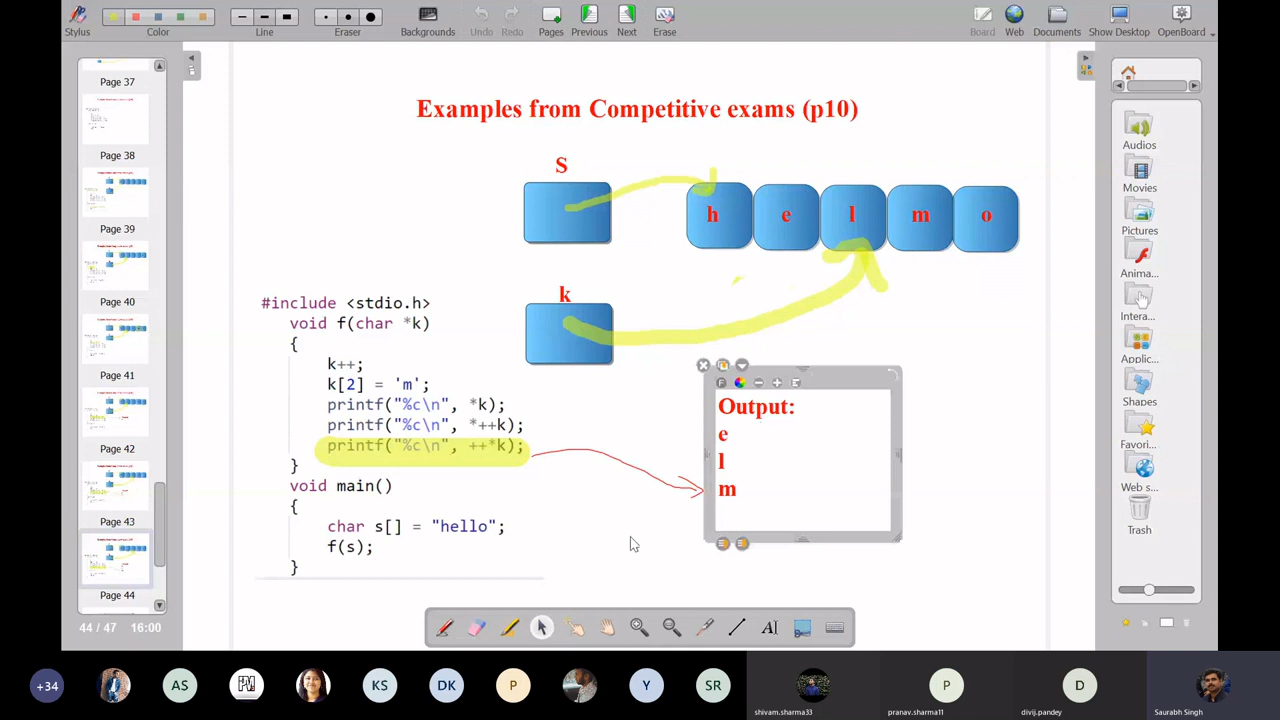 Stylus
Color
Line
Eraser
Backgrounds
Undo
Redo
Pages
Previous
Next
Erase
Board
Web
Documents
Show Desktop
OpenBoard
Page 37
Page 38
Page 39
Page 40
Page 41
Page 42
Page 43
Page 44
44 / 47
16:00
Examples from Competitive exams (p10)
S
h
e
l
m
o
k
#include <stdio.h>
void f(char *k)
{
k++;
k[2] = 'm';
printf("%c\n", *k);
printf("%c\n", *++k);
printf("%c\n", ++*k);
}
void main()
{
char s[] = "hello";
f(s);
}
Output:
e
l
m
Audios
Movies
Pictures
Anima...
Intera...
Applic...
Shapes
Favori...
Web s...
Trash
+34
AS
KS
DK
P
Y
SR
shivam.sharma33
P
pranav.sharma11
D
divij.pandey
Saurabh Singh